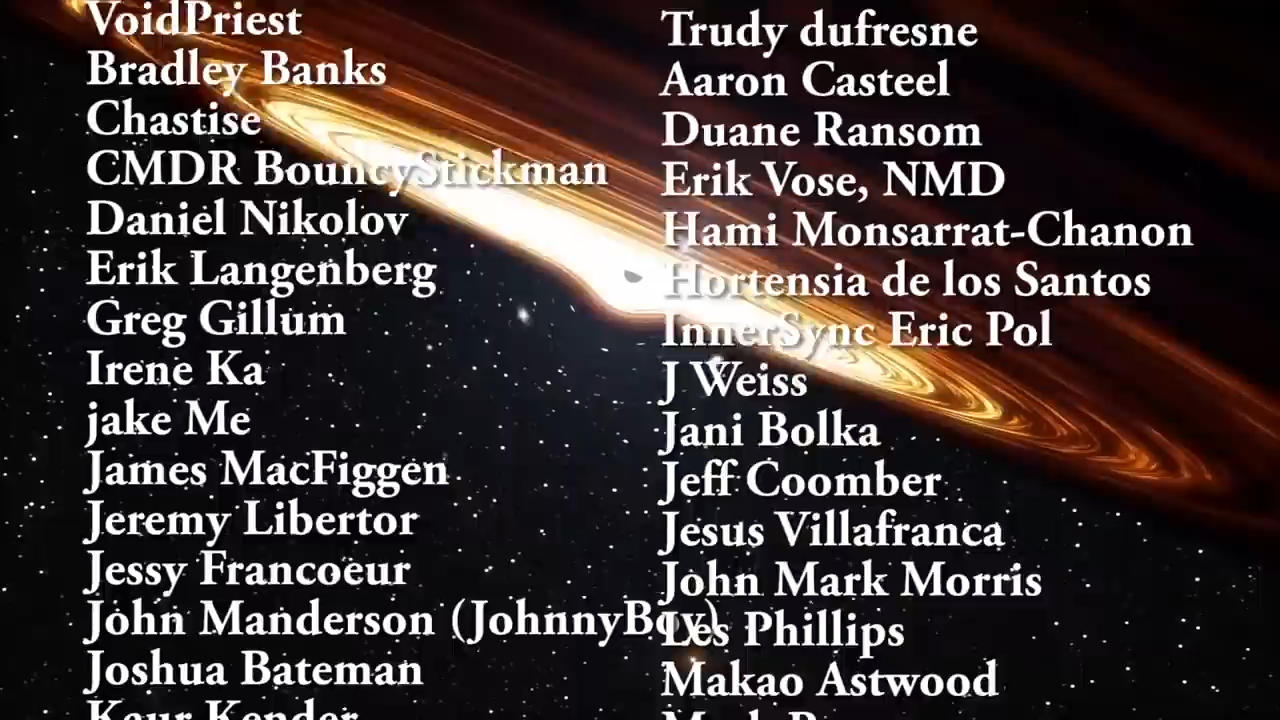 VoidPriest
Bradley Banks
Chastise
CMDR BouncyStickman
Daniel Nikolov
Erik Langenberg
Greg Gillum
Irene Ka
jake Me
James MacFiggen
Jeremy Libertor
Jessy Francoeur
John Manderson (JohnnyBoy)
Joshua Bateman
Kaur Kender
Trudy dufresne
Aaron Casteel
Duane Ransom
Erik Vose, NMD
Hami Monsarrat-Chanon
Hortensia de los Santos
InnerSync Eric Pol
J Weiss
Jani Bolka
Jeff Coomber
Jesus Villafranca
John Mark Morris
Les Phillips
Makao Astwood